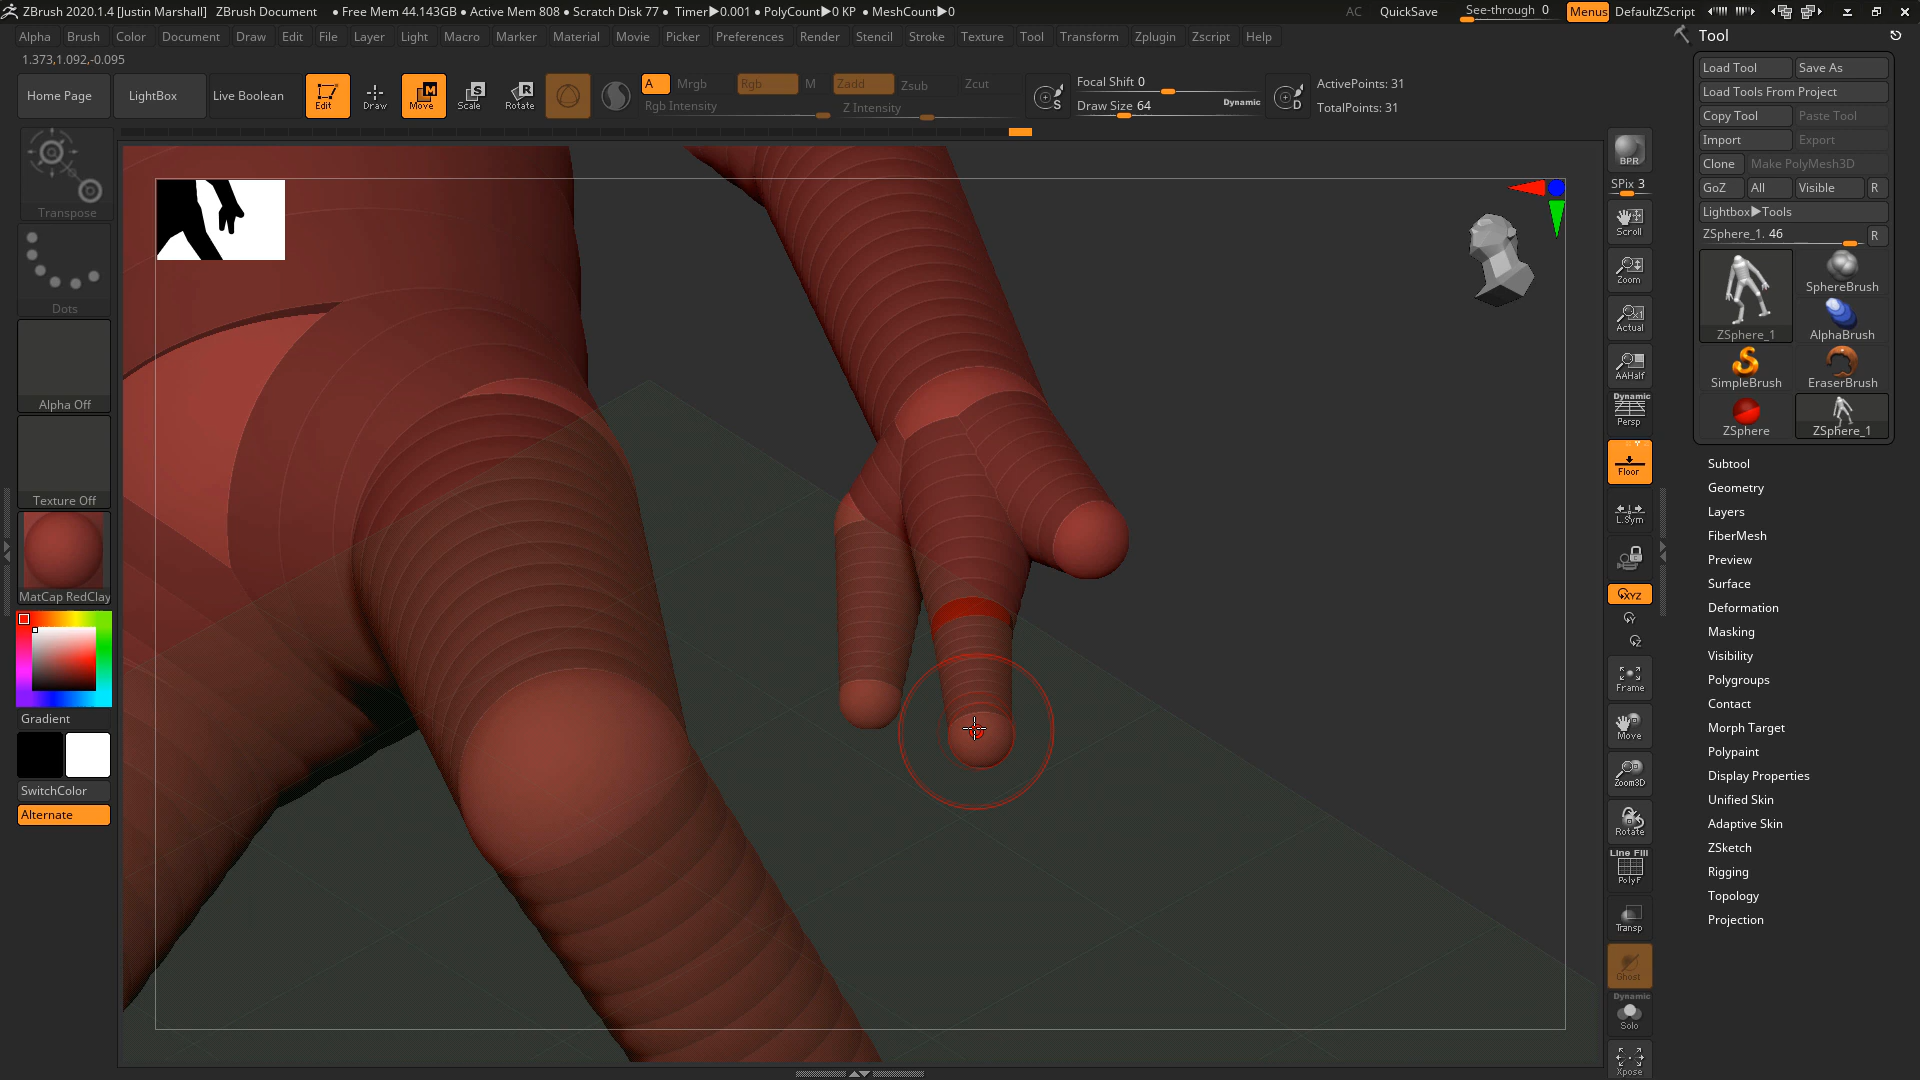 ZBrush 2020.1.4 [Justin Marshall] ZBrush Document ● Free Mem 44.143GB ● Active Mem 808 ● Scratch Disk 77 ● Timer▶0.001 ● PolyCount▶0 KP ● MeshCount▶0 AC QuickSave See-through 0 Menus DefaultZScript
Alpha Brush Color Document Draw Edit File Layer Light Macro Marker Material Movie Picker Preferences Render Stencil Stroke Texture Tool Transform Zplugin Zscript Help
1.373,1.092,-0.095
Home Page LightBox Live Boolean Edit Draw Move Scale Rotate
A Mrgb Rgb M Zadd Zsub Zcut
Rgb Intensity Z Intensity
S Focal Shift 0
Draw Size 64 Dynamic D
ActivePoints: 31
TotalPoints: 31
Transpose
Dots
Alpha Off
Texture Off
MatCap RedClay
Gradient
SwitchColor
Alternate
BPR
SPix 3
Scroll
Zoom
Actual
AAHalf
Dynamic
Persp
Floor
L.Sym
XYZ
Y
Z
Frame
Move
Zoom3D
Rotate
Line Fill
PolyF
Transp
Ghost
Dynamic
Solo
Xpose
Tool
Load Tool Save As
Load Tools From Project
Copy Tool Paste Tool
Import Export
Clone Make PolyMesh3D
GoZ All Visible R
Lightbox▶Tools
ZSphere_1. 46 R
ZSphere_1 SphereBrush
AlphaBrush
SimpleBrush EraserBrush
ZSphere ZSphere_1
Subtool
Geometry
Layers
FiberMesh
Preview
Surface
Deformation
Masking
Visibility
Polygroups
Contact
Morph Target
Polypaint
Display Properties
Unified Skin
Adaptive Skin
ZSketch
Rigging
Topology
Projection